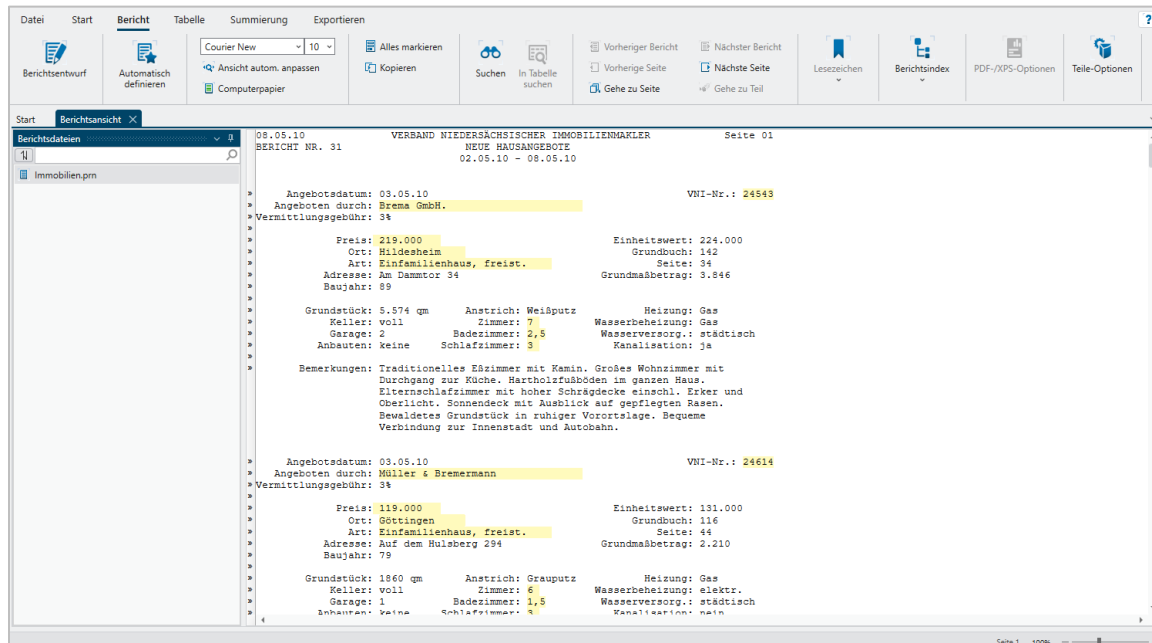 Datei Start Bericht Tabelle Summierung Exportieren ?
Berichtsentwurf
Automatisch definieren
Courier New 10
Ansicht autom. anpassen
Computerpapier
Alles markieren
Kopieren
Suchen
In Tabelle suchen
Vorheriger Bericht
Vorherige Seite
Gehe zu Seite
Nächster Bericht
Nächste Seite
Gehe zu Teil
Lesezeichen
Berichtsindex
PDF-/XPS-Optionen
Teile-Optionen
Start Berichtsansicht
Berichtsdateien
Immobilien.prn
08.05.10 VERBAND NIEDERSÄCHSISCHER IMMOBILIENMAKLER Seite 01
BERICHT NR. 31 NEUE HAUSANGEBOTE
02.05.10 - 08.05.10
» Angebotsdatum: 03.05.10 VNI-Nr.: 24543
» Angeboten durch: Brema GmbH.
» Vermittlungsgebühr: 3%
»
» Preis: 219.000 Einheitswert: 224.000
» Ort: Hildesheim Grundbuch: 142
» Art: Einfamilienhaus, freist. Seite: 34
» Adresse: Am Dammtor 34 Grundmaßbetrag: 3.846
» Baujahr: 89
»
» Grundstück: 5.574 qm Anstrich: Weißputz Heizung: Gas
» Keller: voll Zimmer: 7 Wasserbeheizung: Gas
» Garage: 2 Badezimmer: 2,5 Wasserversorg.: städtisch
» Anbauten: keine Schlafzimmer: 3 Kanalisation: ja
»
» Bemerkungen: Traditionelles Eßzimmer mit Kamin. Großes Wohnzimmer mit
Durchgang zur Küche. Hartholzfußböden im ganzen Haus.
Elternschlafzimmer mit hoher Schrägdecke einschl. Erker und
Oberlicht. Sonnendeck mit Ausblick auf gepflegten Rasen.
Bewaldetes Grundstück in ruhiger Vorortslage. Bequeme
Verbindung zur Innenstadt und Autobahn.
» Angebotsdatum: 03.05.10 VNI-Nr.: 24614
» Angeboten durch: Müller & Bremermann
» Vermittlungsgebühr: 3%
»
» Preis: 119.000 Einheitswert: 131.000
» Ort: Göttingen Grundbuch: 116
» Art: Einfamilienhaus, freist. Seite: 44
» Adresse: Auf dem Hulsberg 294 Grundmaßbetrag: 2.210
» Baujahr: 79
»
» Grundstück: 1860 qm Anstrich: Grauputz Heizung: Gas
» Keller: voll Zimmer: 6 Wasserbeheizung: elektr.
» Garage: 1 Badezimmer: 1,5 Wasserversorg.: städtisch
» Anbauten: keine Schlafzimmer: 3 Kanalisation: nein
Seite 1 100%